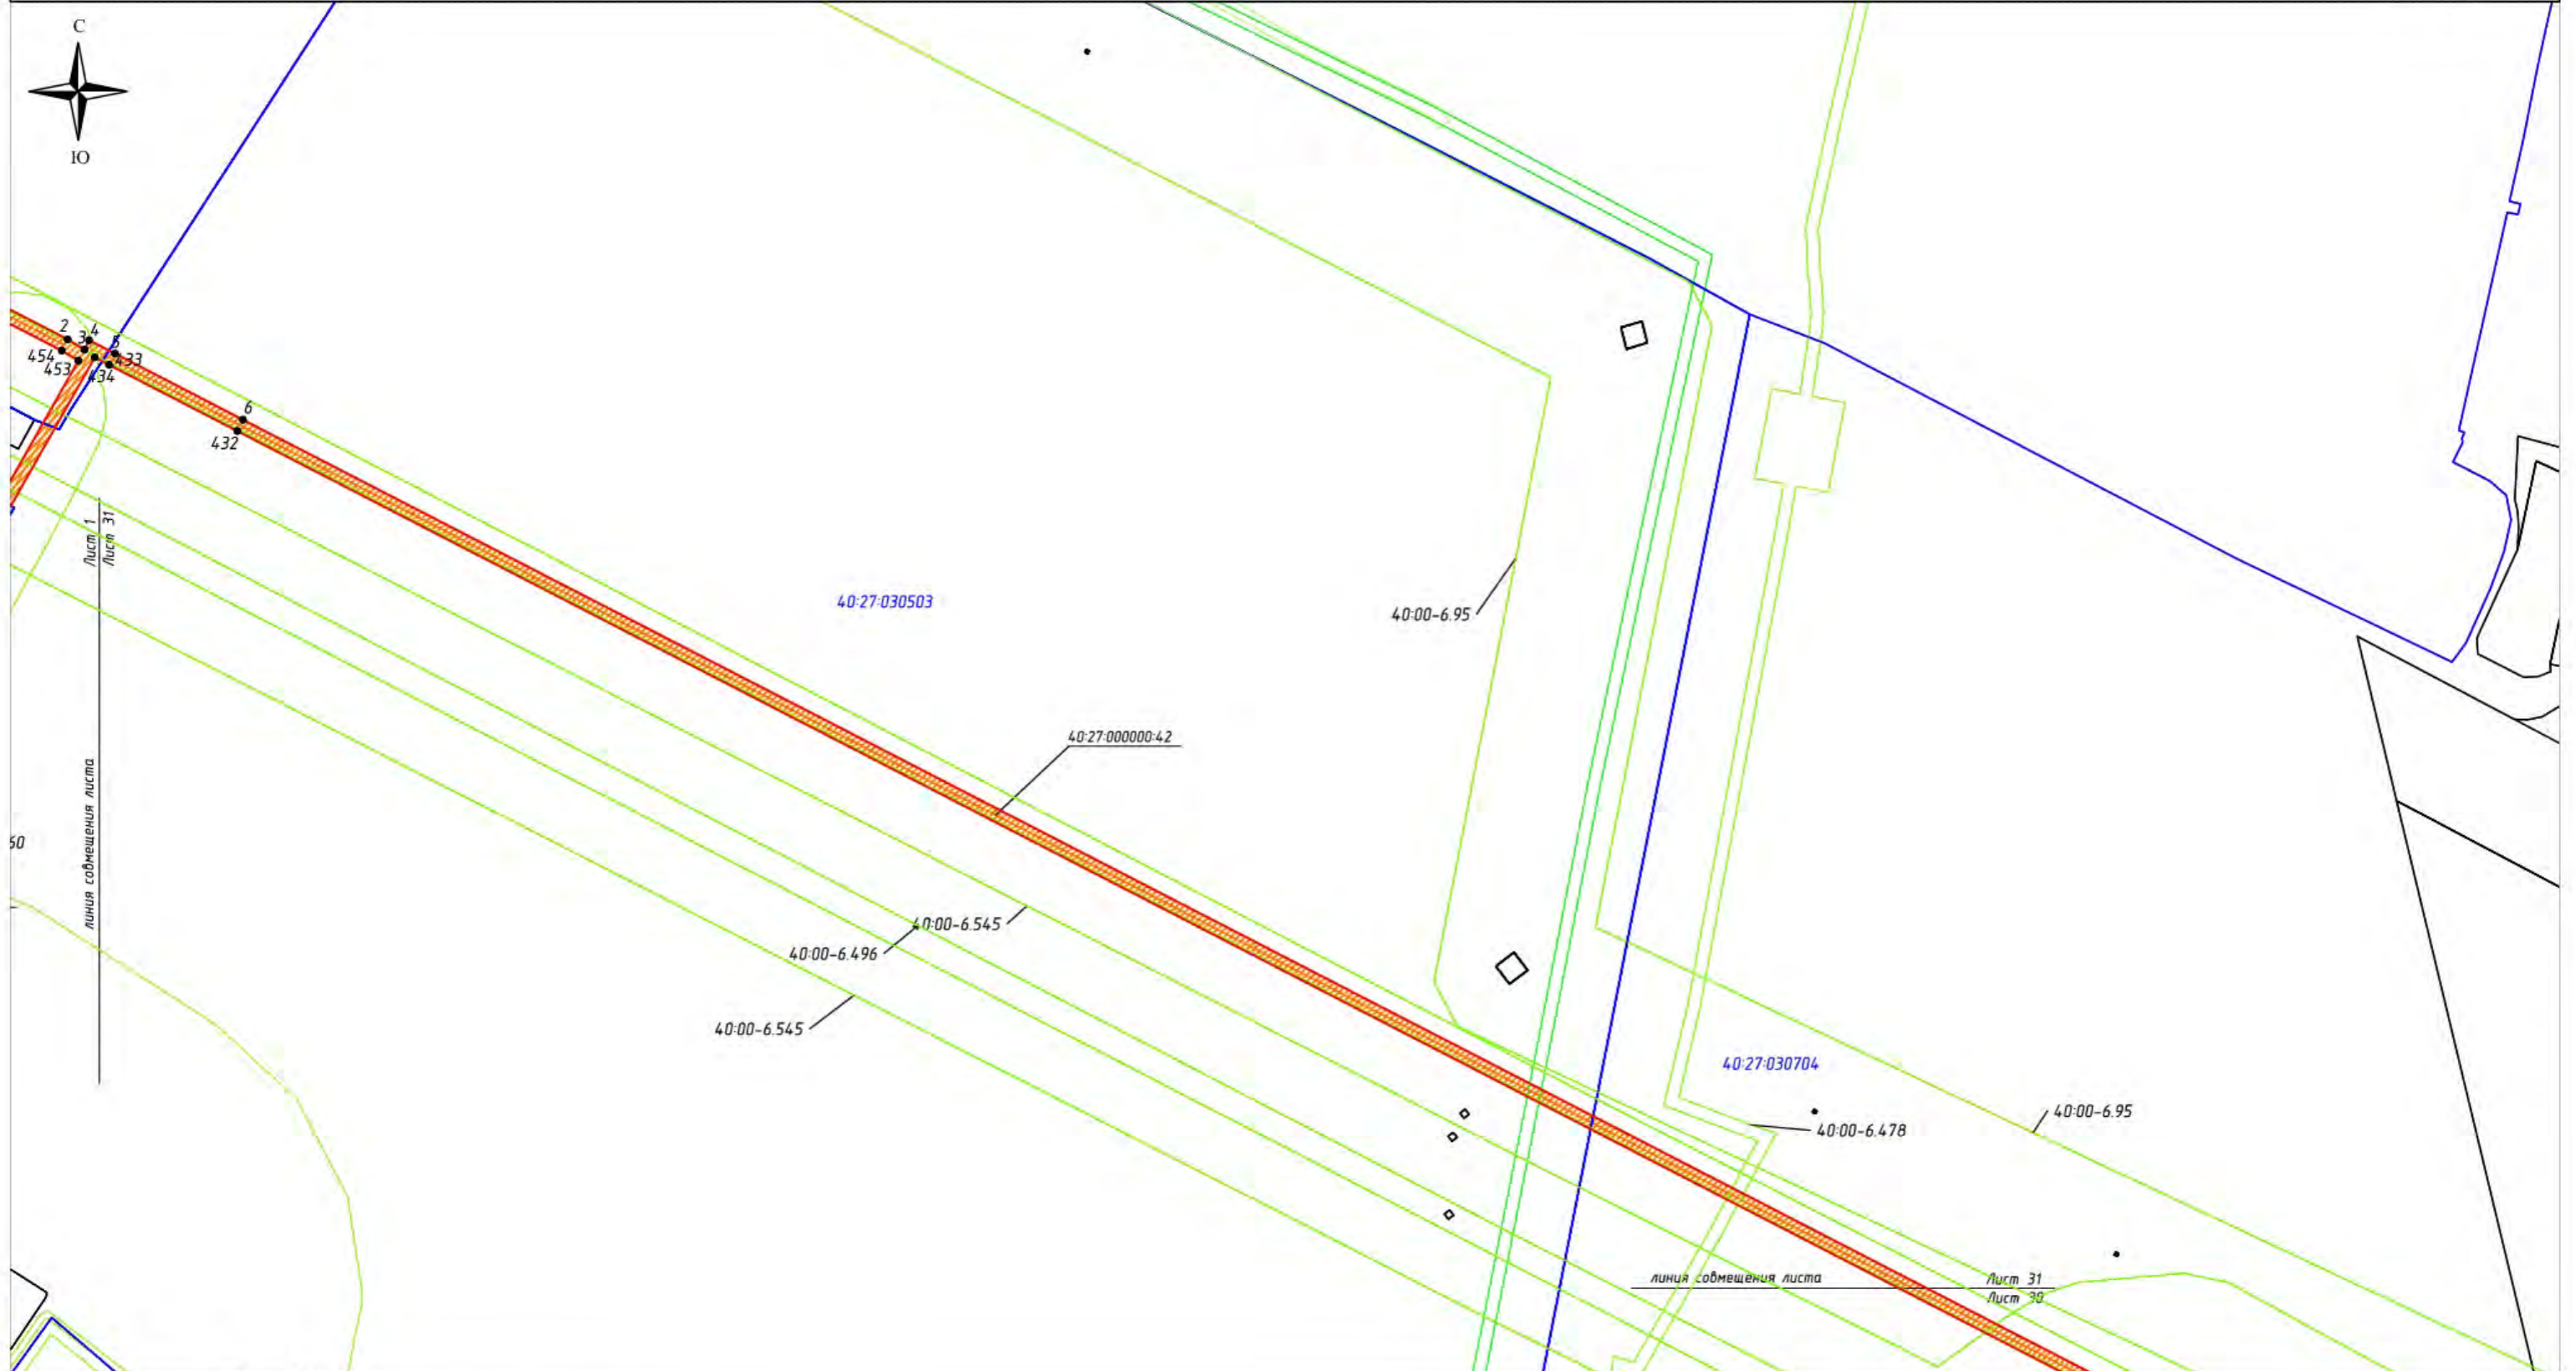 С
Ю
2
3
4
5
454
453
434
433
6
432
Лист 1
Лист 31
линия совмещения листа
40:27:030503
40:00-6.95
40:27:000000:42
40:00-6.545
40:00-6.496
40:00-6.545
40:27:030704
40:00-6.95
40:00-6.478
линия совмещения листа
Лист 31
Лист 30